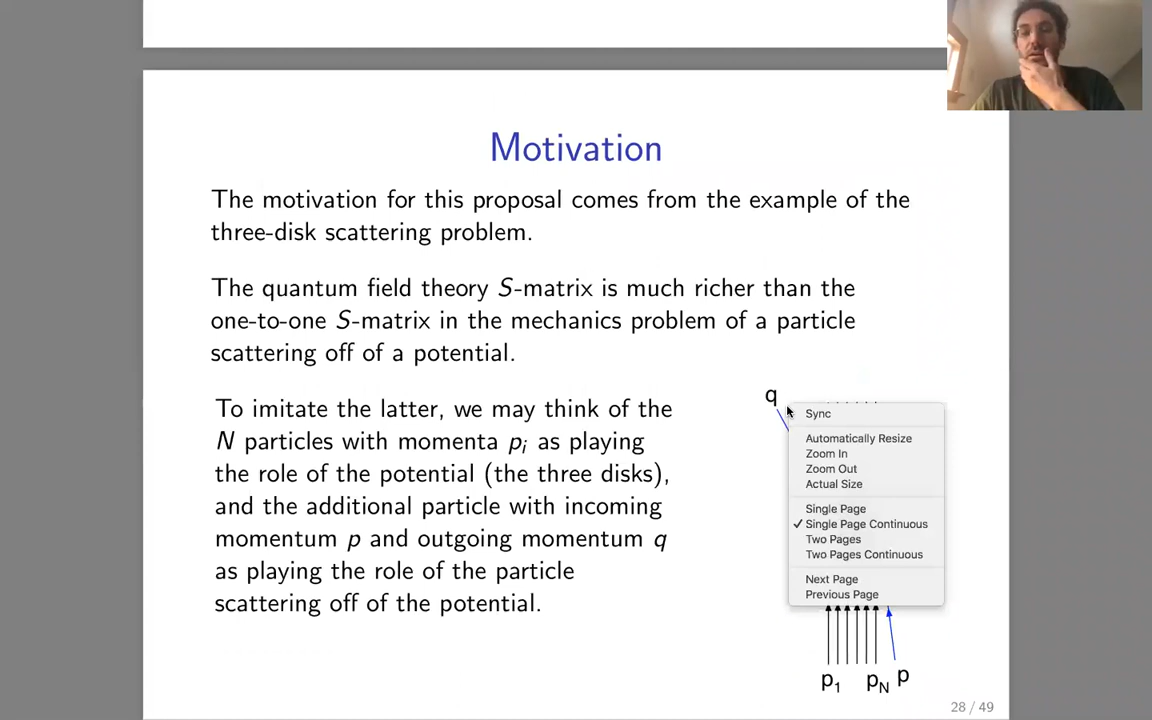 Motivation
The motivation for this proposal comes from the example of the
three-disk scattering problem.
The quantum field theory S-matrix is much richer than the
one-to-one S-matrix in the mechanics problem of a particle
scattering off of a potential.
To imitate the latter, we may think of the
N particles with momenta pᵢ as playing
the role of the potential (the three disks),
and the additional particle with incoming
momentum p and outgoing momentum q
as playing the role of the particle
scattering off of the potential.
q
Sync
Automatically Resize
Zoom In
Zoom Out
Actual Size
Single Page
✓ Single Page Continuous
Two Pages
Two Pages Continuous
Next Page
Previous Page
p₁ p_N p
28 / 49